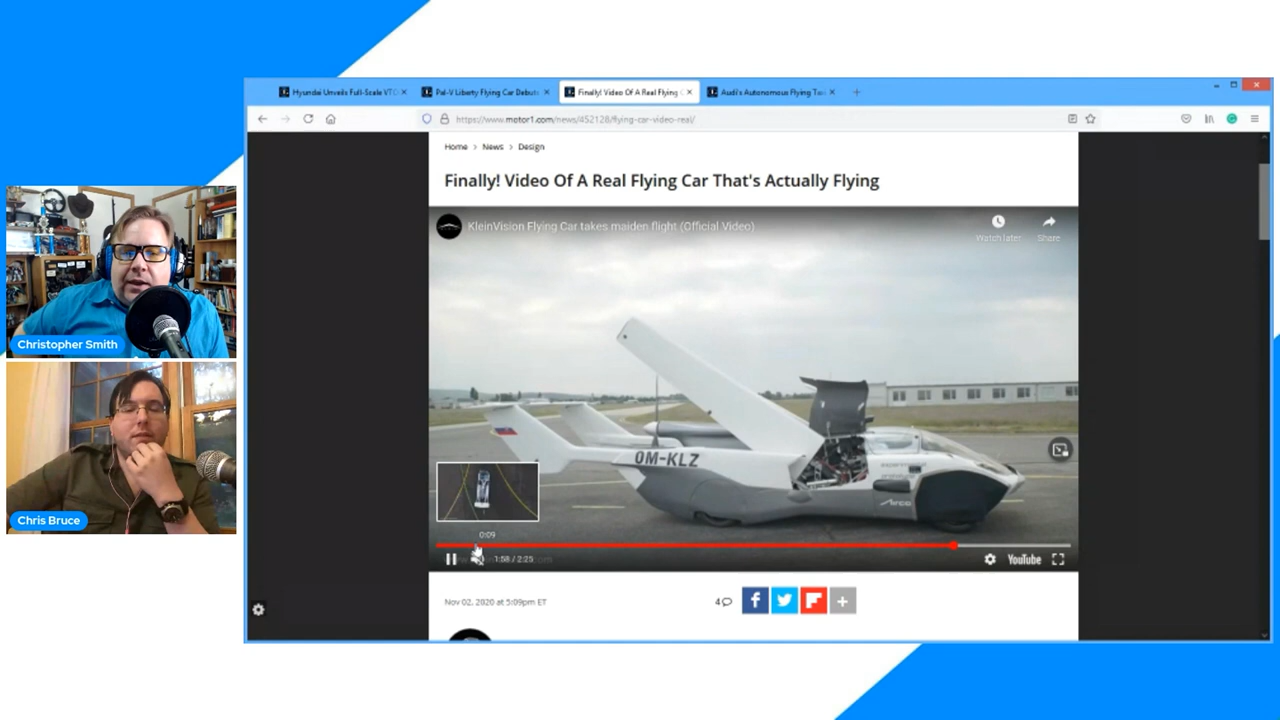 Hyundai Unveils Full-Scale VT
Pal-V Liberty Flying Car Debuts
Finally! Video Of A Real Flying C
Audi's Autonomous Flying Tax
https://www.motor1.com/news/452128/flying-car-video-real/
Home > News > Design
Finally! Video Of A Real Flying Car That's Actually Flying
KleinVision Flying Car takes maiden flight (Official Video)
Watch later
Share
OM-KLZ
0:09
1:58 / 2:25
YouTube
Nov 02, 2020 at 5:09pm ET
4
Christopher Smith
Chris Bruce